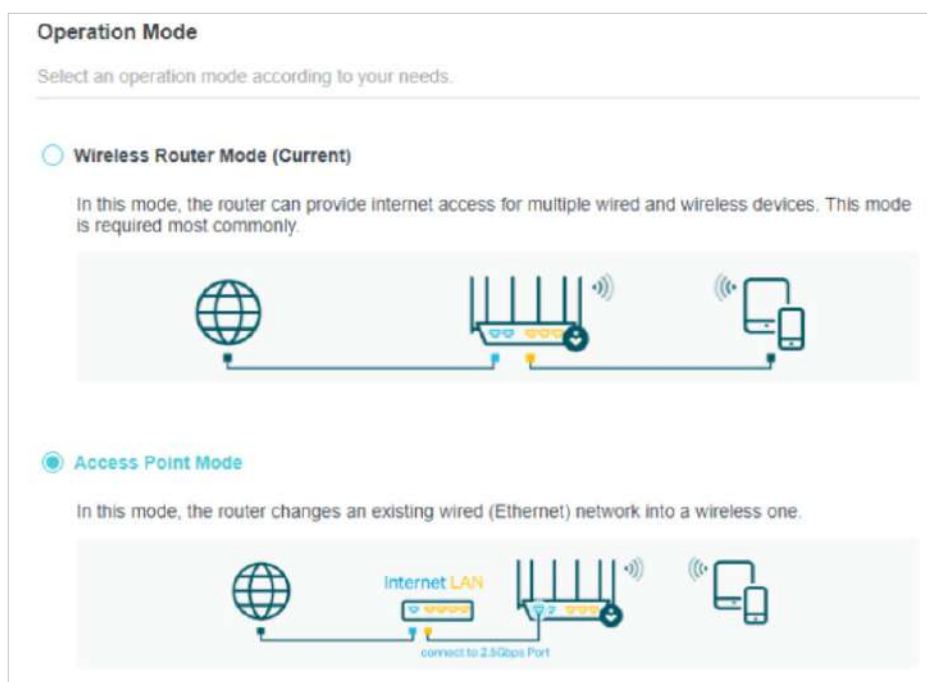 Operation Mode
Select an operation mode according to your needs.
Wireless Router Mode (Current)
In this mode, the router can provide internet access for multiple wired and wireless devices. This mode
is required most commonly.
Access Point Mode
In this mode, the router changes an existing wired (Ethernet) network into a wireless one.
Internet LAN
connect to 2.5Gbps Port